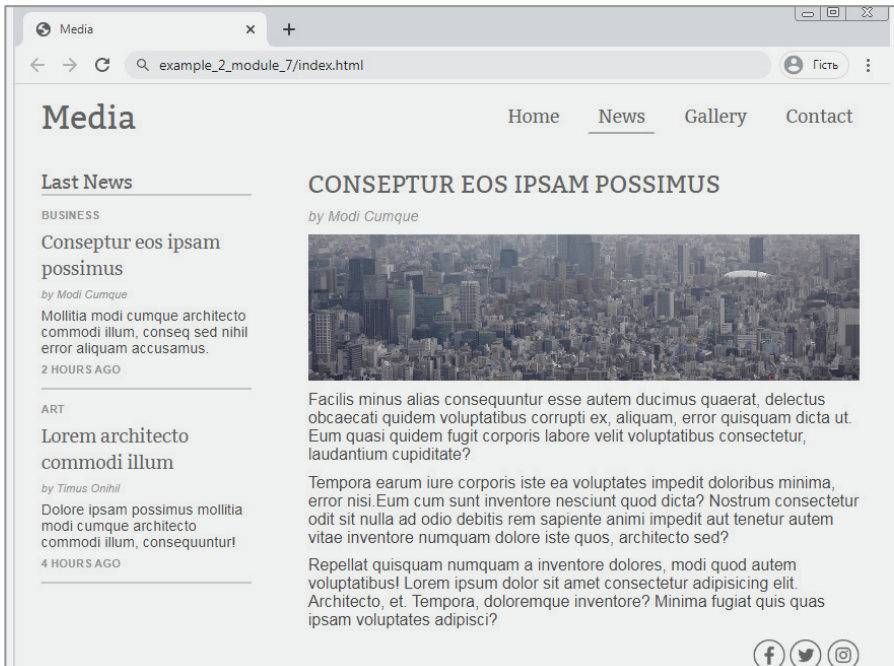 Media
example_2_module_7/index.html
Гість
Media
Home News Gallery Contact
Last News
BUSINESS
Conseptur eos ipsam
possimus
by Modi Cumque
Mollitia modi cumque architecto
commodi illum, conseq sed nihil
error aliquam accusamus.
2 HOURS AGO
ART
Lorem architecto
commodi illum
by Timus Onihil
Dolore ipsam possimus mollitia
modi cumque architecto
commodi illum, consequuntur!
4 HOURS AGO
CONSEPTUR EOS IPSAM POSSIMUS
by Modi Cumque
Facilis minus alias consequuntur esse autem ducimus quaerat, delectus
obcaecati quidem voluptatibus corrupti ex, aliquam, error quisquam dicta ut.
Eum quasi quidem fugit corporis labore velit voluptatibus consectetur,
laudantium cupiditate?
Tempora earum iure corporis iste ea voluptates impedit doloribus minima,
error nisi.Eum cum sunt inventore nesciunt quod dicta? Nostrum consectetur
odit sit nulla ad odio debitis rem sapiente animi impedit aut tenetur autem
vitae inventore numquam dolore iste quos, architecto sed?
Repellat quisquam numquam a inventore dolores, modi quod autem
voluptatibus! Lorem ipsum dolor sit amet consectetur adipisicing elit.
Architecto, et. Tempora, doloremque inventore? Minima fugiat quis quas
ipsam voluptates adipisci?